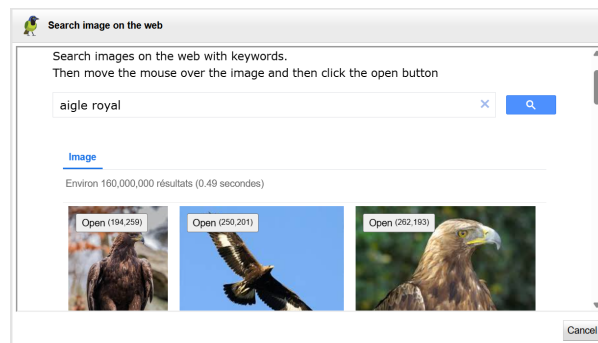 Search image on the web
Search images on the web with keywords.
Then move the mouse over the image and then click the open button
aigle royal
Image
Environ 160,000,000 résultats (0.49 secondes)
Open (194,259)
Open (250,201)
Open (262,193)
Cancel